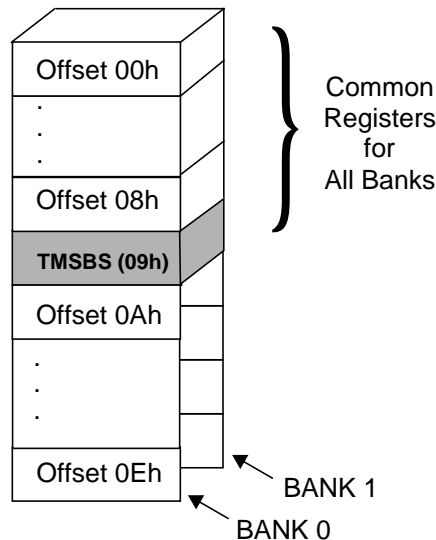 Offset 00h
.
.
.
Offset 08h
TMSBS (09h)
Offset 0Ah
.
.
.
Offset 0Eh
Common
Registers
for
All Banks
BANK 1
BANK 0